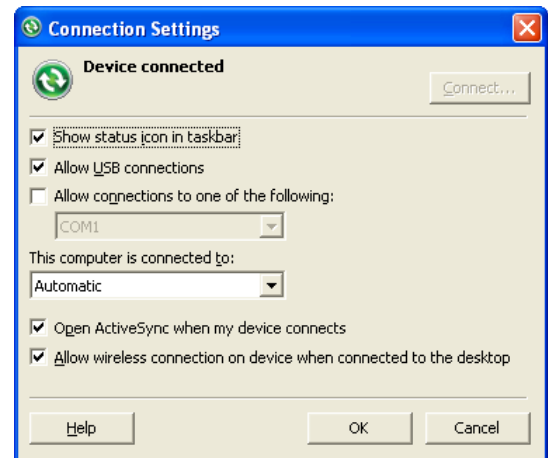 Connection Settings
Device connected
Connect...
Show status icon in taskbar
Allow USB connections
Allow connections to one of the following:
COM1
This computer is connected to:
Automatic
Open ActiveSync when my device connects
Allow wireless connection on device when connected to the desktop
Help
OK
Cancel